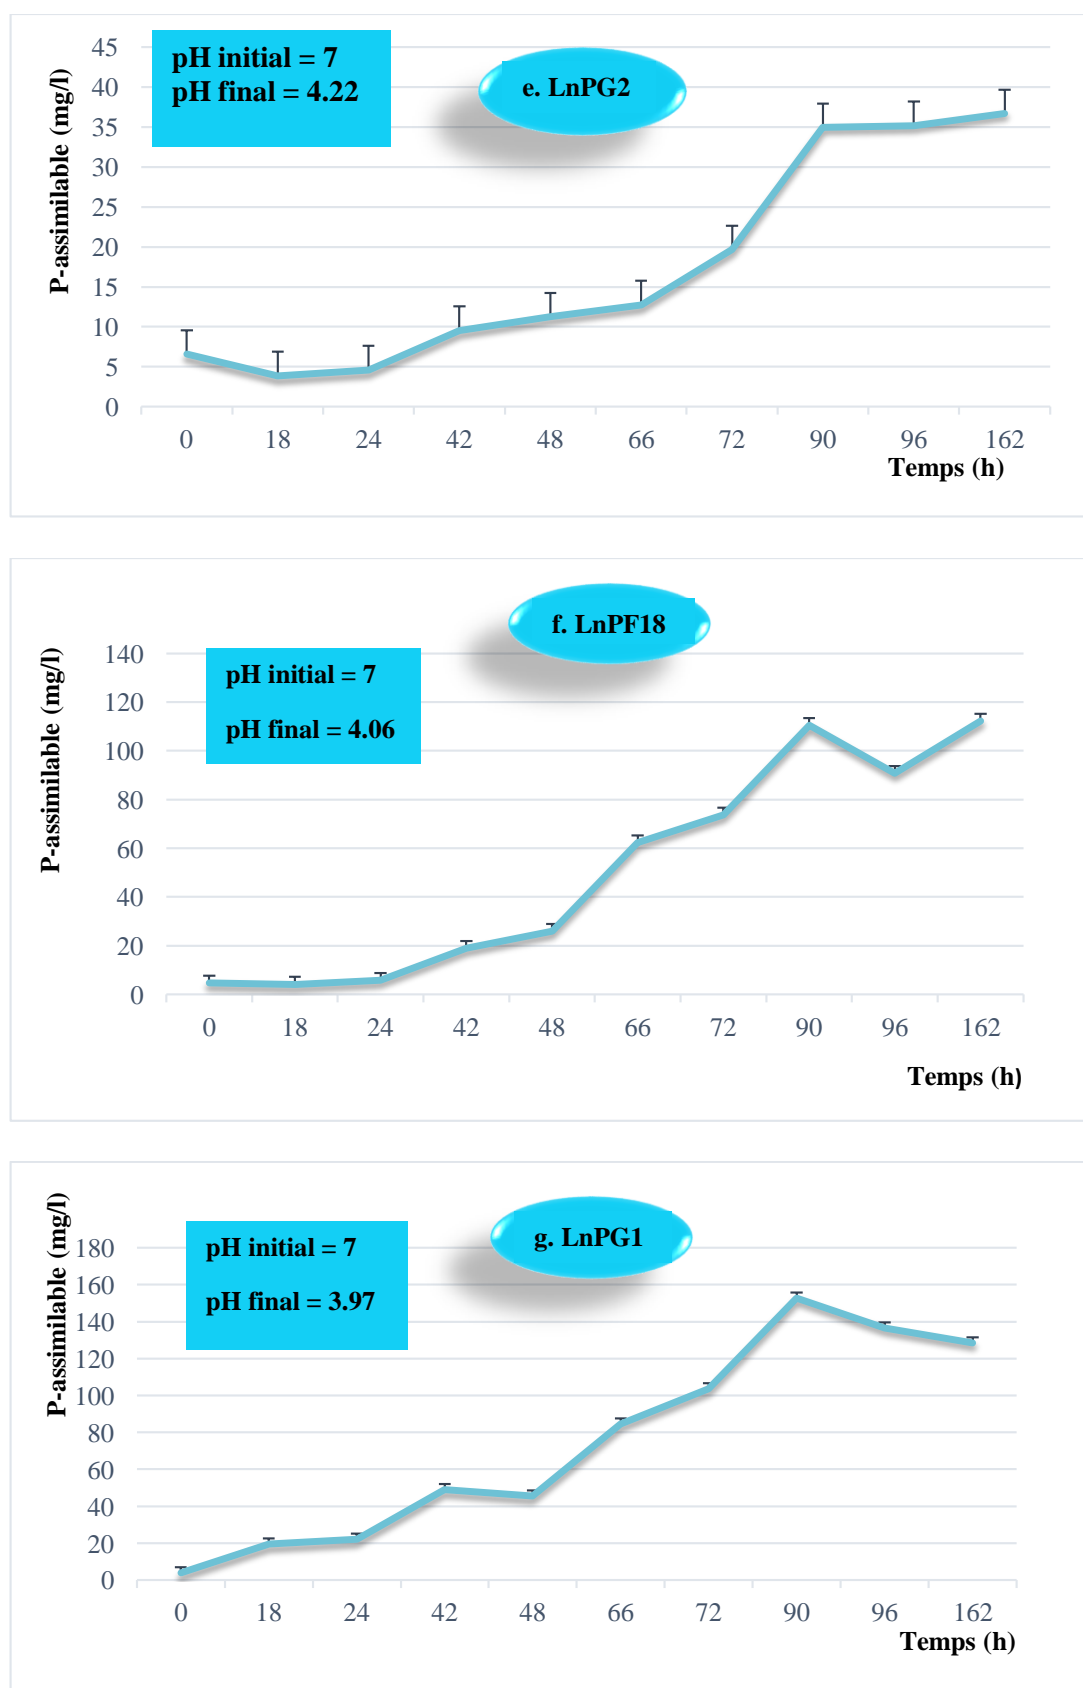 pH initial = 7
pH final = 4.22
e. LnPG2
P-assimilable (mg/l)
45
40
35
30
25
20
15
10
5
0
0 18 24 42 48 66 72 90 96 162
Temps (h)
f. LnPF18
pH initial = 7
pH final = 4.06
P-assimilable (mg/l)
140
120
100
80
60
40
20
0
0 18 24 42 48 66 72 90 96 162
Temps (h)
g. LnPG1
pH initial = 7
pH final = 3.97
P-assimilable (mg/l)
180
160
140
120
100
80
60
40
20
0
0 18 24 42 48 66 72 90 96 162
Temps (h)